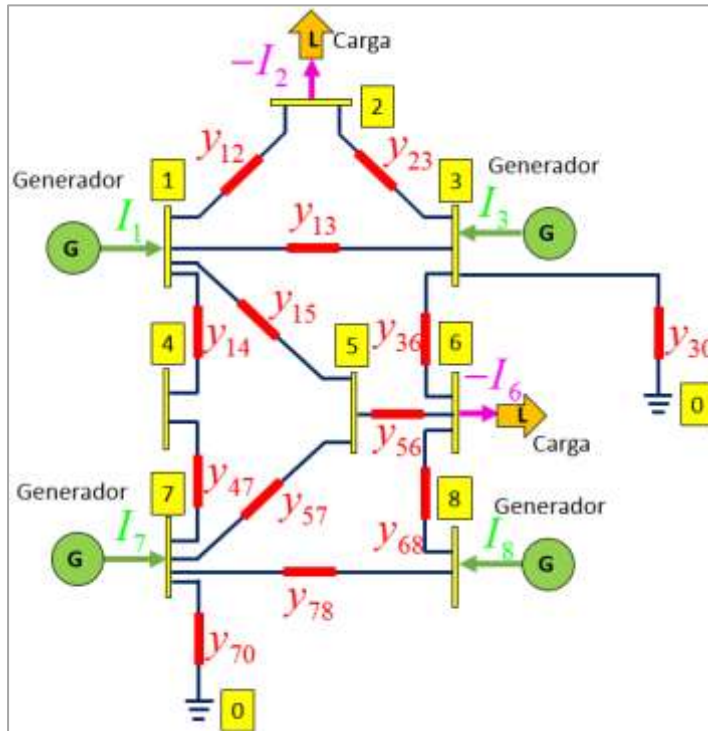 L Carga
-I2
2
y12
y23
Generador
1
3
Generador
G
I1
y13
I3
G
y15
y14
4
5
y36
6
y30
-I6
0
L
Carga
y56
Generador
7
y47
y57
8
Generador
G
I7
y68
I8
G
y78
y70
0